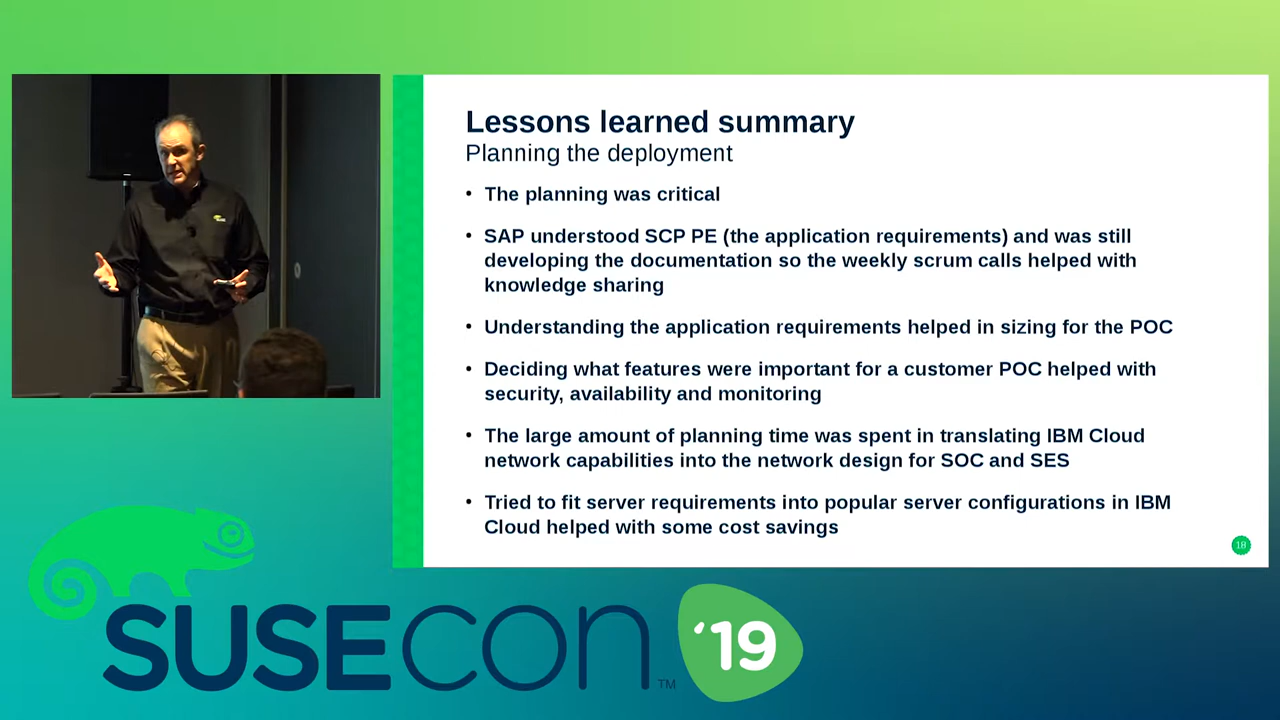 Lessons learned summary
Planning the deployment
• The planning was critical
• SAP understood SCP PE (the application requirements) and was still
developing the documentation so the weekly scrum calls helped with
knowledge sharing
• Understanding the application requirements helped in sizing for the POC
• Deciding what features were important for a customer POC helped with
security, availability and monitoring
• The large amount of planning time was spent in translating IBM Cloud
network capabilities into the network design for SOC and SES
• Tried to fit server requirements into popular server configurations in IBM
Cloud helped with some cost savings
18
SUSECON™ '19